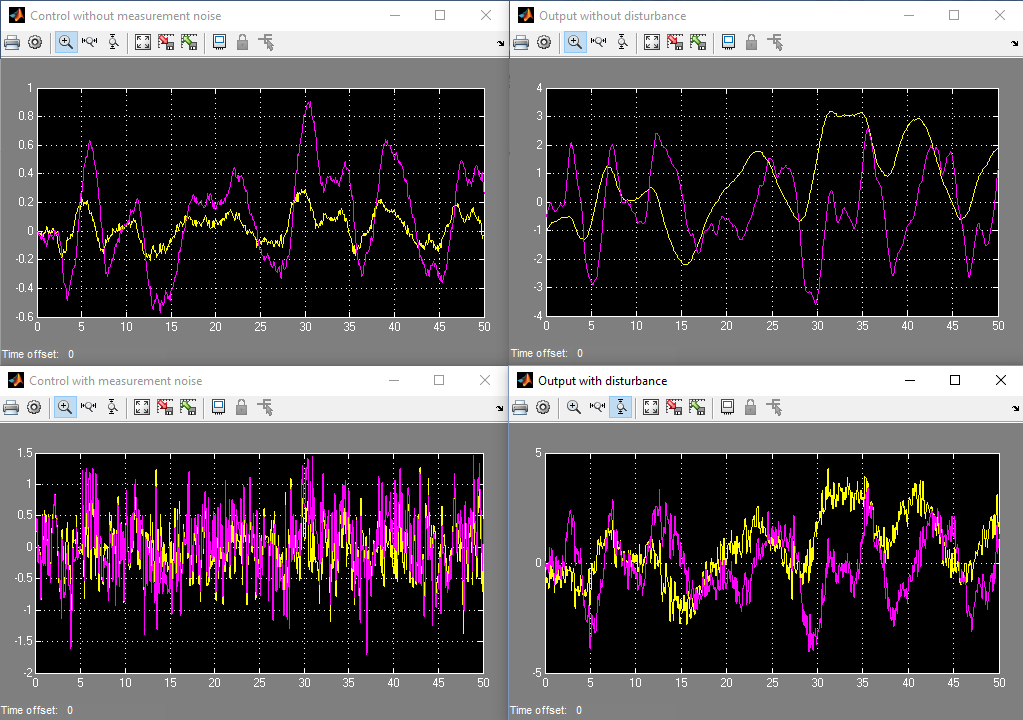 Control without measurement noise
1
0.8
0.6
0.4
0.2
0
-0.2
-0.4
-0.6
0 5 10 15 20 25 30 35 40 45 50
Time offset: 0
Output without disturbance
4
3
2
1
0
-1
-2
-3
-4
0 5 10 15 20 25 30 35 40 45 50
Time offset: 0
Control with measurement noise
1.5
1
0.5
0
-0.5
-1
-1.5
-2
0 5 10 15 20 25 30 35 40 45 50
Time offset: 0
Output with disturbance
5
0
-5
0 5 10 15 20 25 30 35 40 45 50
Time offset: 0